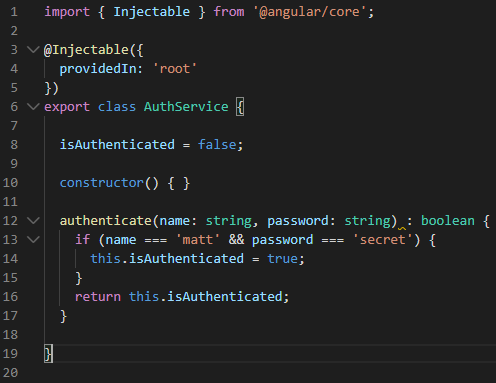 1 import { Injectable } from '@angular/core';
2
3 @Injectable({
4   providedIn: 'root'
5 })
6 export class AuthService {
7
8   isAuthenticated = false;
9
10   constructor() { }
11
12   authenticate(name: string, password: string) : boolean {
13     if (name === 'matt' && password === 'secret') {
14       this.isAuthenticated = true;
15     }
16     return this.isAuthenticated;
17   }
18
19 }
20